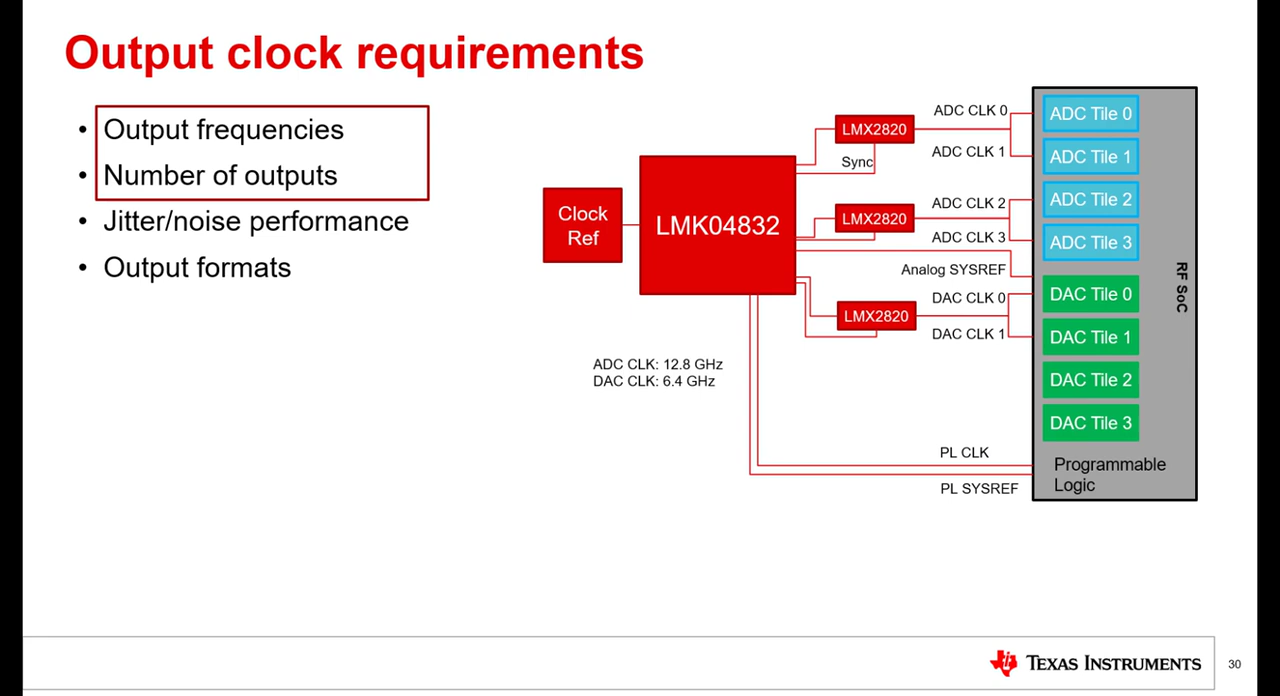 Output clock requirements
• Output frequencies
• Number of outputs
• Jitter/noise performance
• Output formats
Clock
Ref
LMK04832
LMX2820
Sync
LMX2820
LMX2820
ADC CLK 0
ADC CLK 1
ADC CLK 2
ADC CLK 3
Analog SYSREF
DAC CLK 0
DAC CLK 1
ADC CLK: 12.8 GHz
DAC CLK: 6.4 GHz
PL CLK
PL SYSREF
ADC Tile 0
ADC Tile 1
ADC Tile 2
ADC Tile 3
DAC Tile 0
DAC Tile 1
DAC Tile 2
DAC Tile 3
Programmable
Logic
RF SoC
TEXAS INSTRUMENTS
30